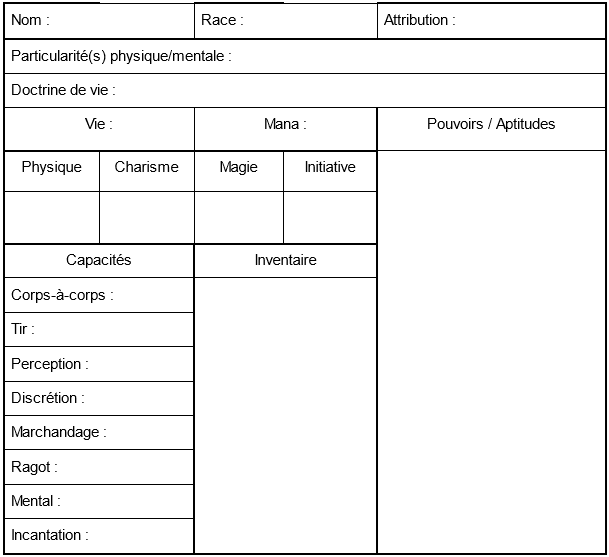 Nom :
Race :
Attribution :
Particularité(s) physique/mentale :
Doctrine de vie :
Vie :
Mana :
Pouvoirs / Aptitudes
Physique
Charisme
Magie
Initiative
Capacités
Inventaire
Corps-à-corps :
Tir :
Perception :
Discrétion :
Marchandage :
Ragot :
Mental :
Incantation :